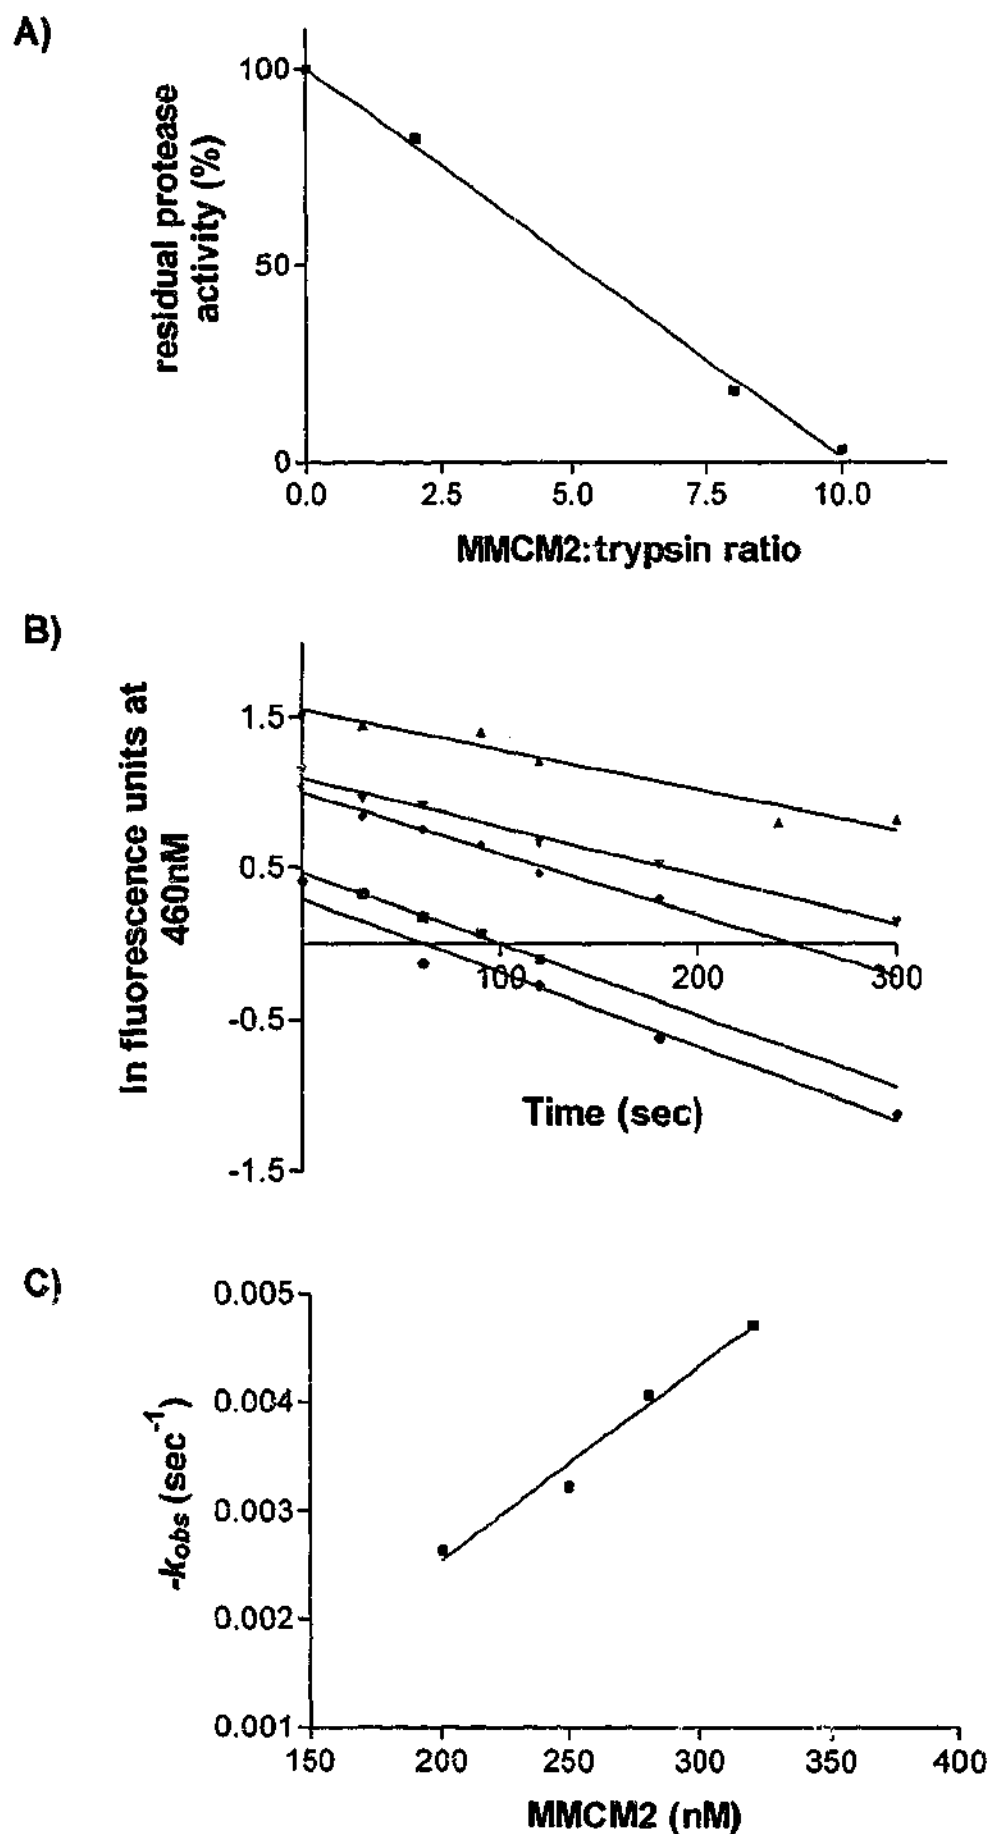 A)
100
residual protease
activity (%)
50
0
0.0 2.5 5.0 7.5 10.0
MMCM2:trypsin ratio
B)
ln fluorescence units at
460nM
1.5
0.5
100 200 300
-0.5
Time (sec)
-1.5
C)
0.005
0.004
-kobs (sec-1)
0.003
0.002
0.001
150 200 250 300 350 400
MMCM2 (nM)